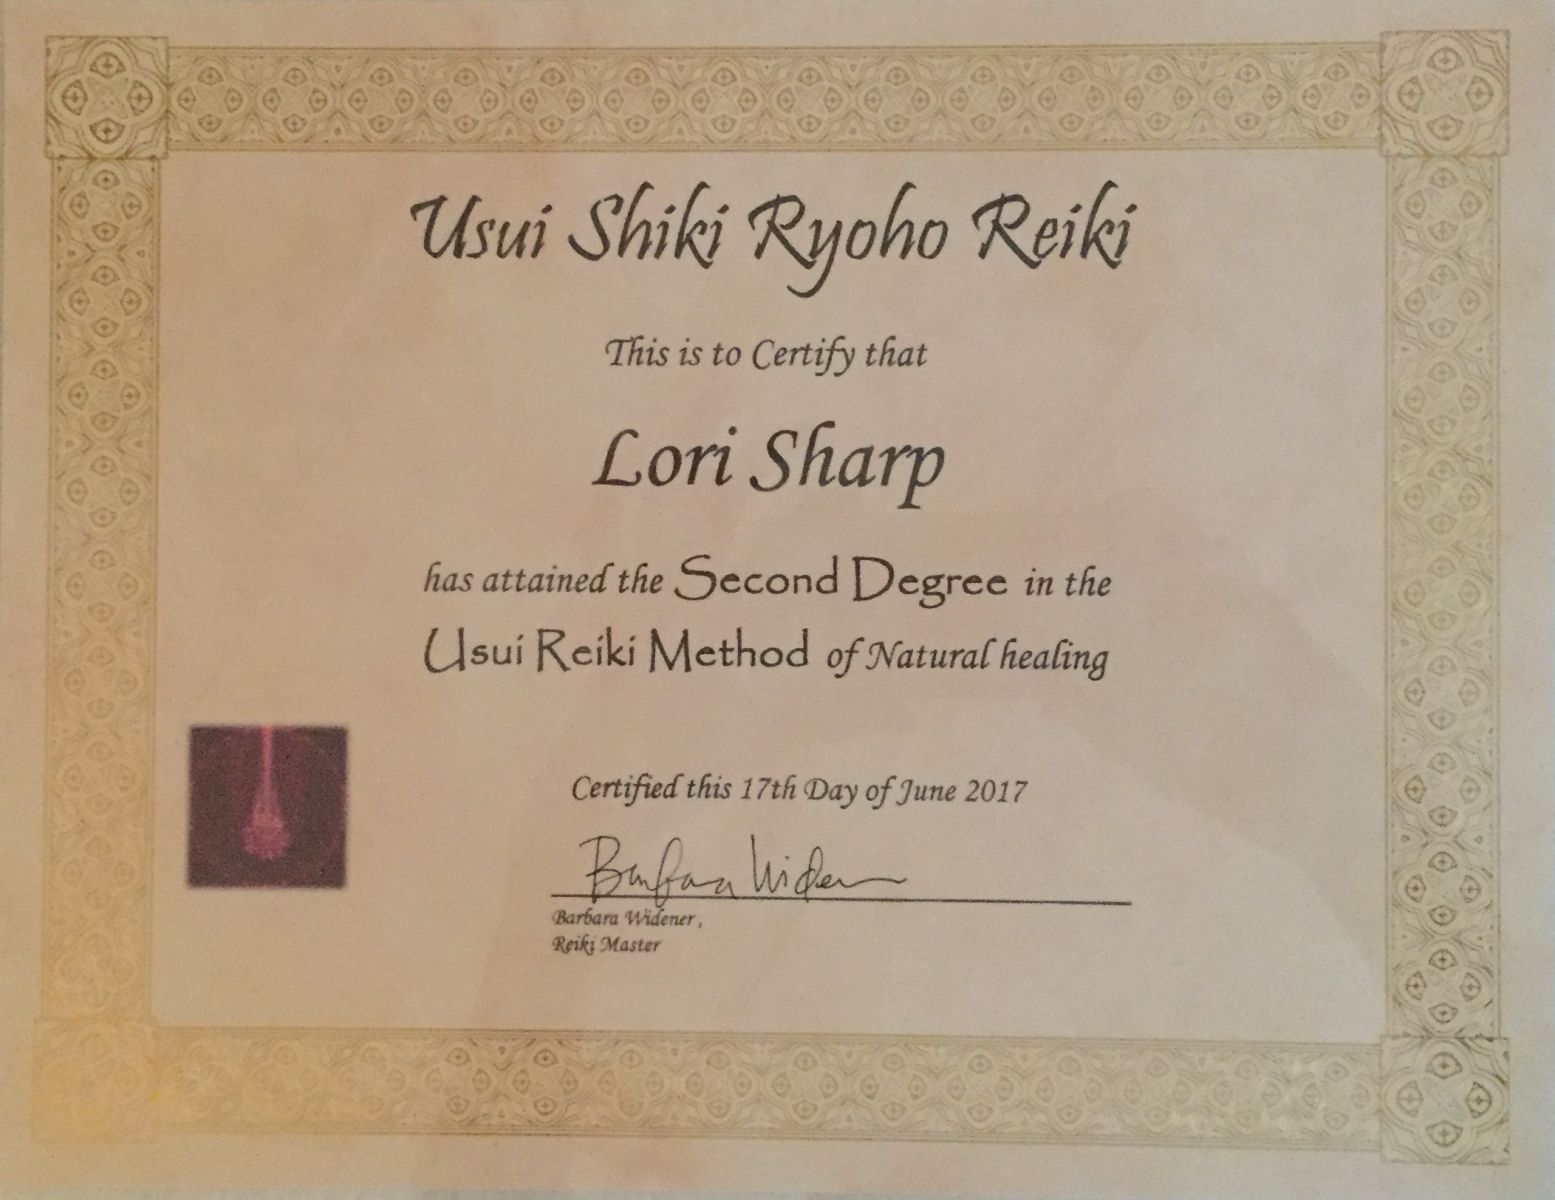 Usui Shiki Ryoho Reiki
This is to Certify that
Lori Sharp
has attained the Second Degree in the
Usui Reiki Method of Natural healing
Certified this 17th Day of June 2017
Barbara Widener
Barbara Widener,
Reiki Master